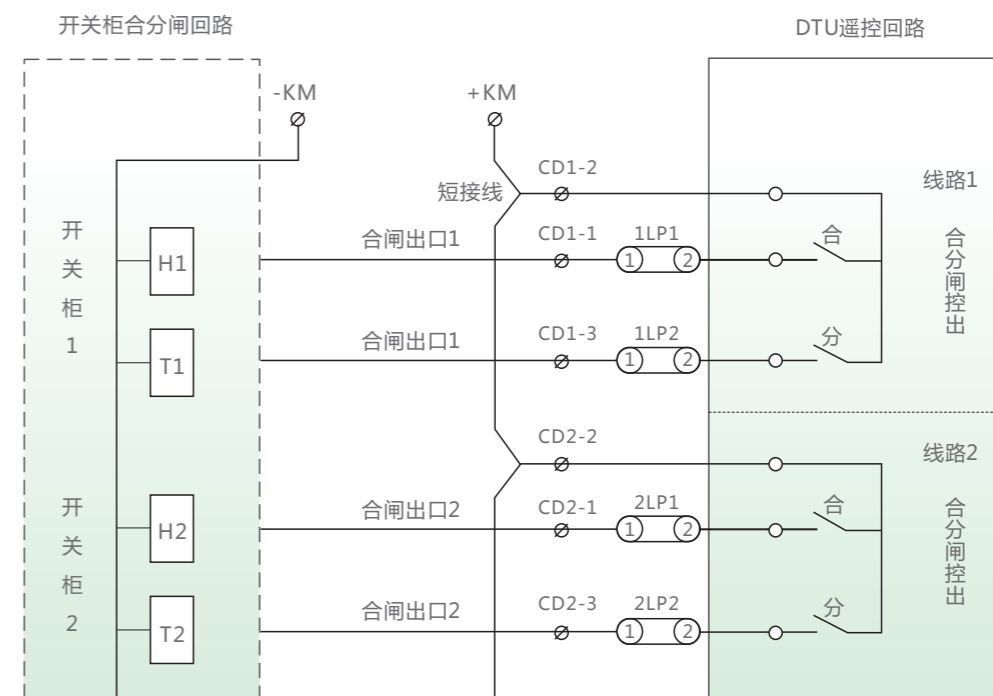 开关柜合分闸回路
DTU遥控回路
-KM
+KM
CD1-2
短接线
线路1
开关柜1
合闸出口1
CD1-1
1LP1
合
H1
1
2
合分闸控出
合闸出口1
CD1-3
1LP2
分
T1
1
2
CD2-2
线路2
开关柜2
合闸出口2
CD2-1
2LP1
合
H2
1
2
合分闸控出
合闸出口2
CD2-3
2LP2
分
T2
1
2